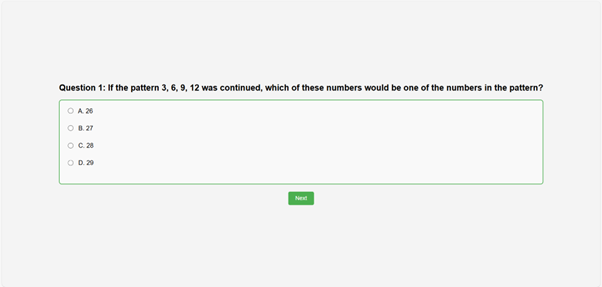 Question 1: If the pattern 3, 6, 9, 12 was continued, which of these numbers would be one of the numbers in the pattern?
A. 26
B. 27
C. 28
D. 29
Next